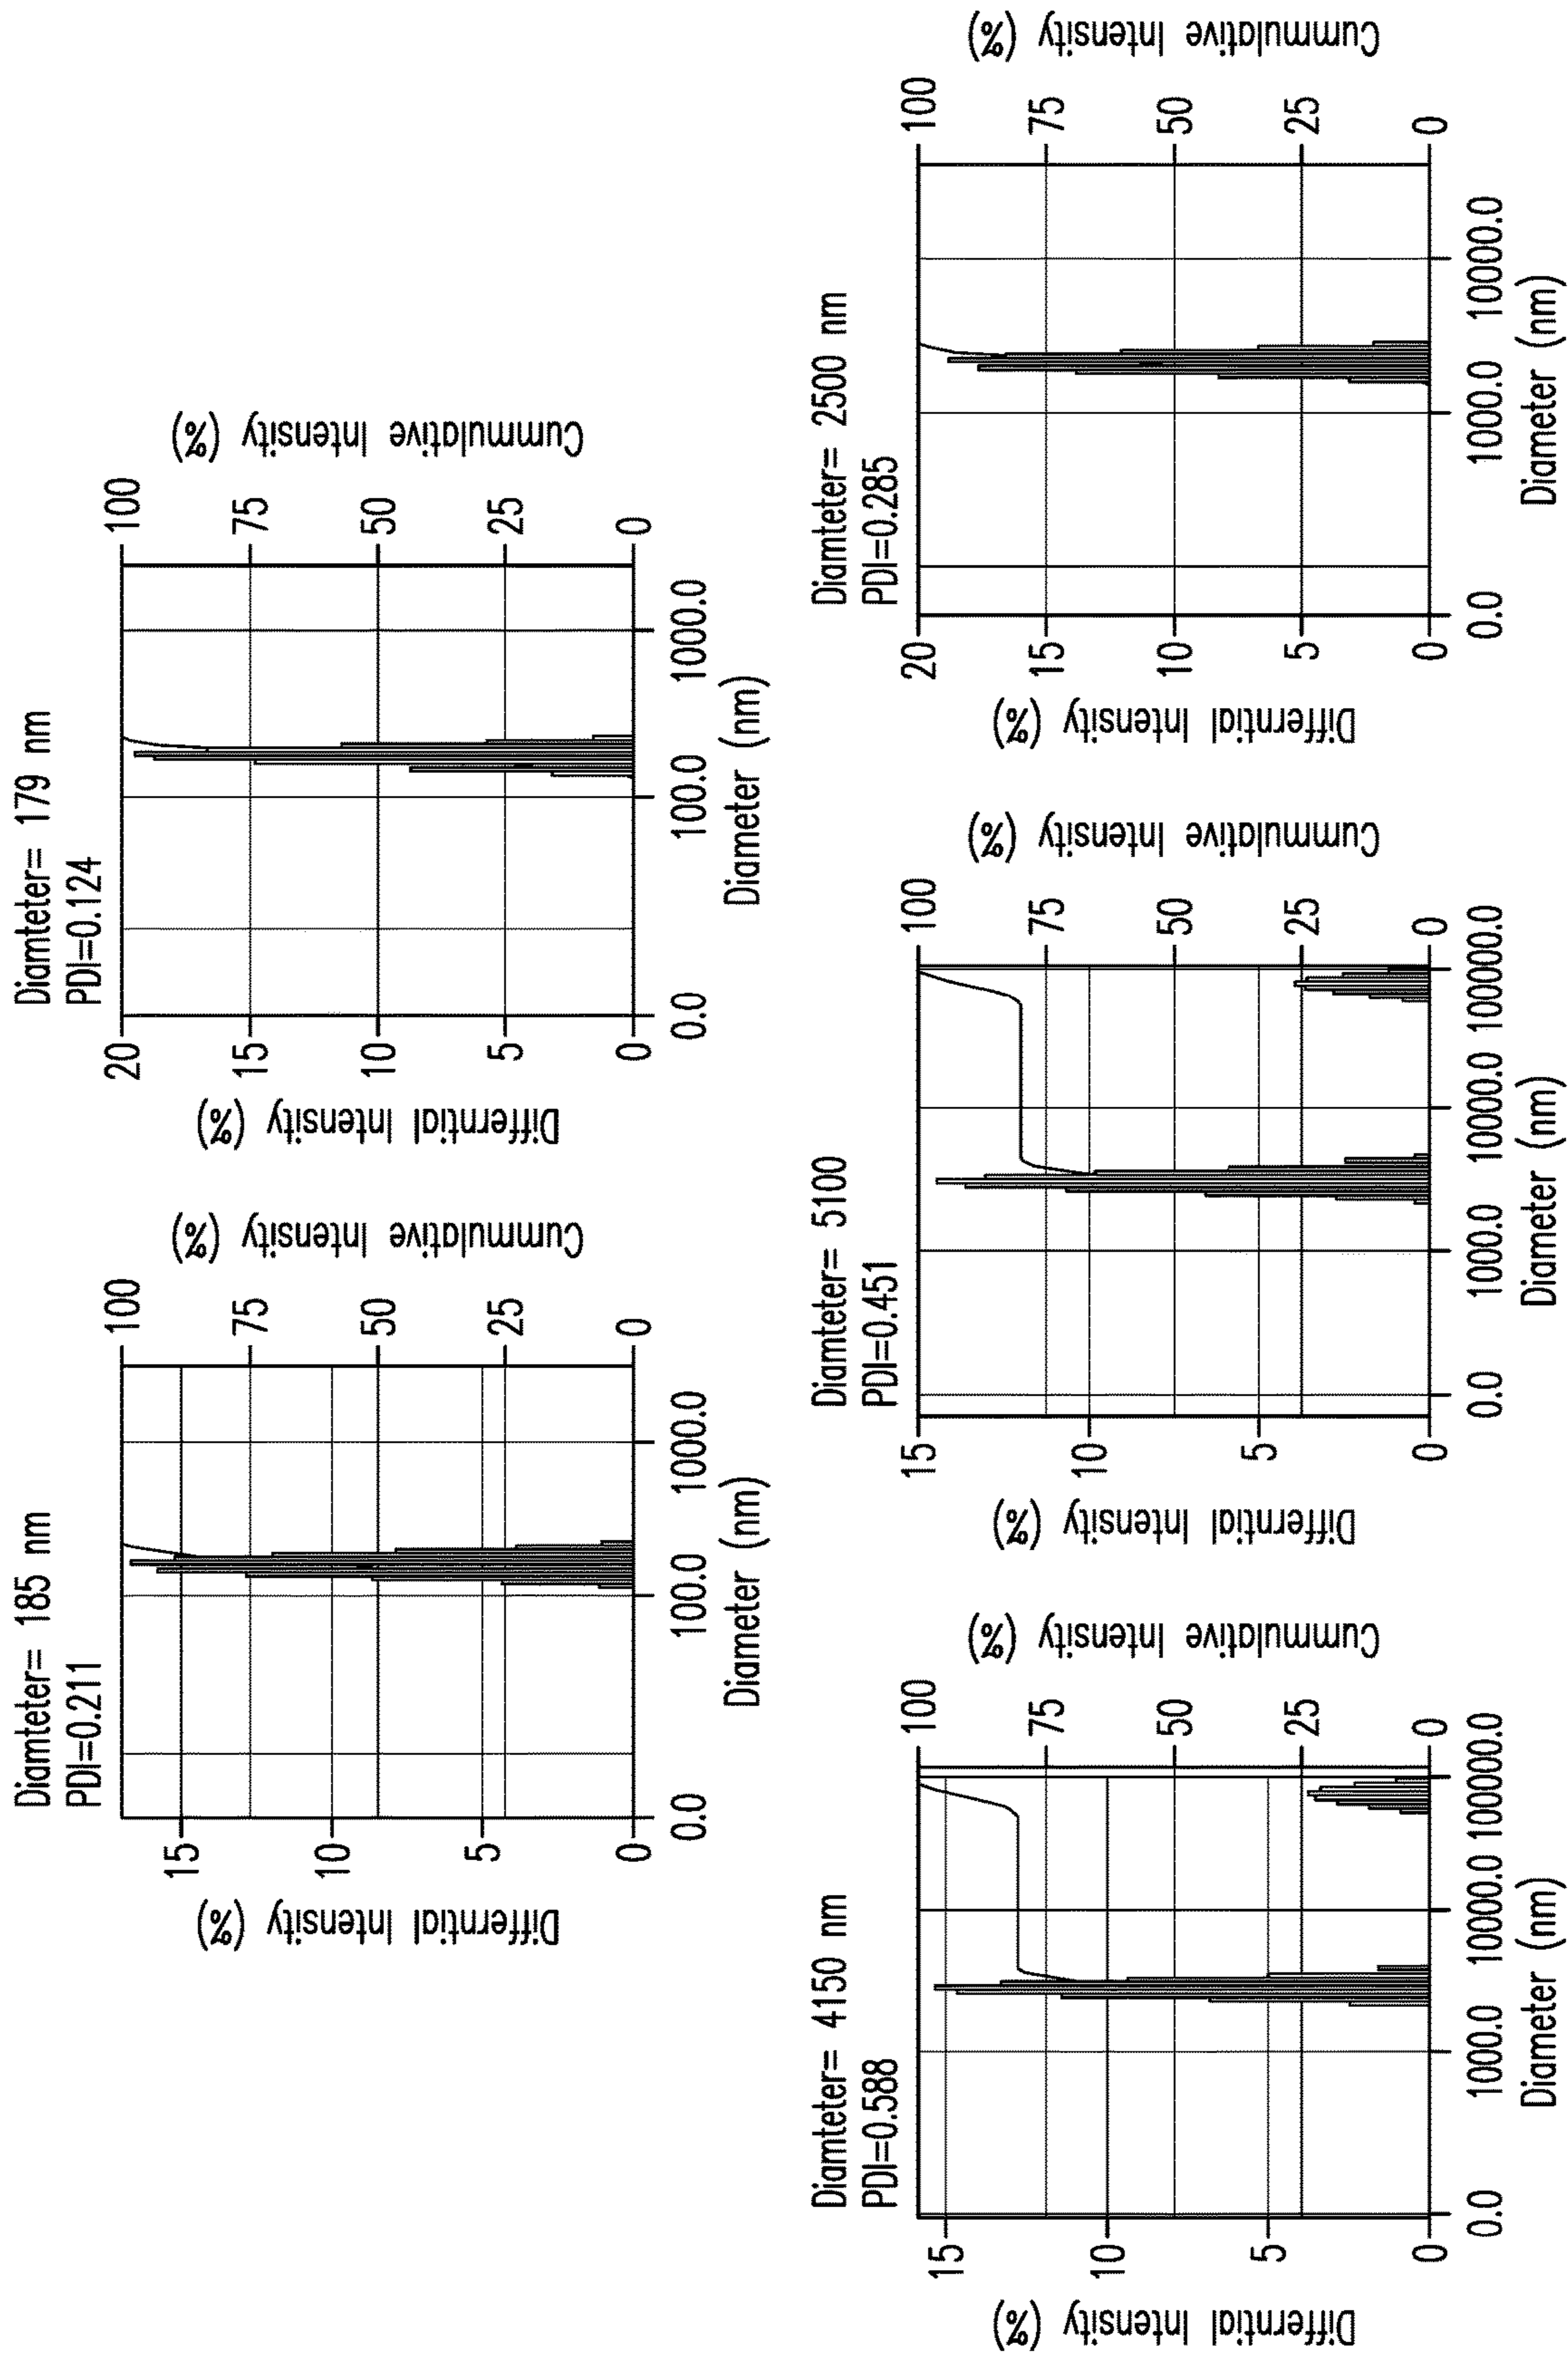 Diamteter= 185 nm
PDI=0.211
Differntial Intensity
(%)
15
10
5
0
100
75
50
25
0
Cummulative Intensity
(%)
0.0
100.0
1000.0
Diameter (nm)
Diamteter= 179 nm
PDI=0.124
Differntial Intensity
(%)
20
15
10
5
0
100
75
50
25
0
Cummulative Intensity
(%)
0.0
100.0
1000.0
Diameter (nm)
Diamteter= 4150 nm
PDI=0.588
Differntial Intensity
(%)
15
10
5
0
100
75
50
25
0
Cummulative Intensity
(%)
0.0
1000.0
10000.0
100000.0
Diameter (nm)
Diamteter= 5100
PDI=0.451
Differntial Intensity
(%)
15
10
5
0
100
75
50
25
0
Cummulative Intensity
(%)
0.0
1000.0
10000.0
100000.0
Diameter (nm)
Diamteter= 2500 nm
PDI=0.285
Differntial Intensity
(%)
20
15
10
5
0
100
75
50
25
0
Cummulative Intensity
(%)
0.0
1000.0
10000.0
Diameter (nm)